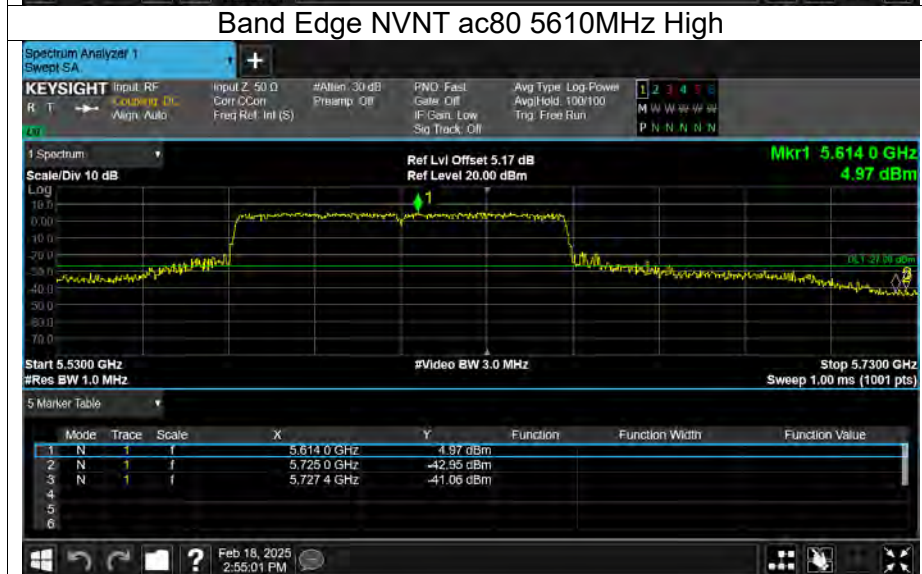 Band Edge NVNT ac80 5610MHz High
Spectrum Analyzer 1
Swept SA
+
KEYSIGHT Input: RF Input Z: 50 Ω #Atten: 30 dB PNO: Fast Avg Type: Log-Power 1 2 3 4 5 6
R T Coupling: DC Corr CCorr Preamp: Off Gate: Off Avg|Hold: 100/100 M W W W W W
Align: Auto Freq Ref: Int (S) IF Gain: Low Trig: Free Run
Sig Track: Off P N N N N N
1 Spectrum Ref Lvl Offset 5.17 dB Mkr1 5.614 0 GHz
Scale/Div 10 dB Ref Level 20.00 dBm 4.97 dBm
Log
10.0
0.00
-10.0
-20.0
-30.0
-40.0
-50.0
-60.0
-70.0
1
DL1 -27.00 dBm
Start 5.5300 GHz #Video BW 3.0 MHz Stop 5.7300 GHz
#Res BW 1.0 MHz Sweep 1.00 ms (1001 pts)
5 Marker Table
Mode Trace Scale X Y Function Function Width Function Value
1 N 1 f 5.614 0 GHz 4.97 dBm
2 N 1 f 5.725 0 GHz -42.95 dBm
3 N 1 f 5.727 4 GHz -41.06 dBm
4
5
6
? Feb 18, 2025
2:55:01 PM